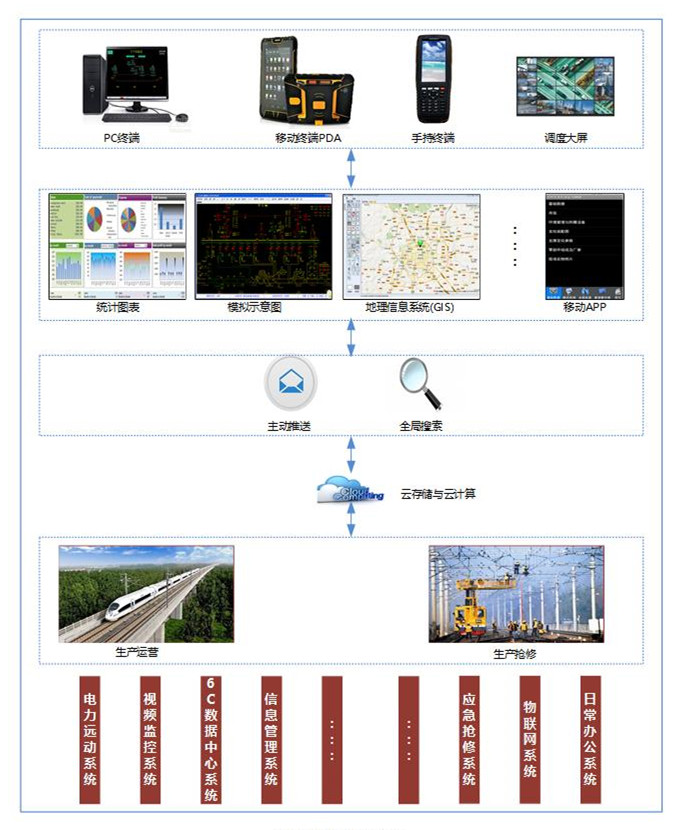 PC终端
移动终端PDA
手持终端
调度大屏
统计图表
模拟示意图
地理信息系统(GIS)
移动APP
主动推送
全局搜索
Cloud
Computing
云存储与云计算
生产运营
生产抢修
电力远动系统
视频监控系统
6C数据中心系统
信息管理系统
应急抢修系统
物联网系统
日常办公系统